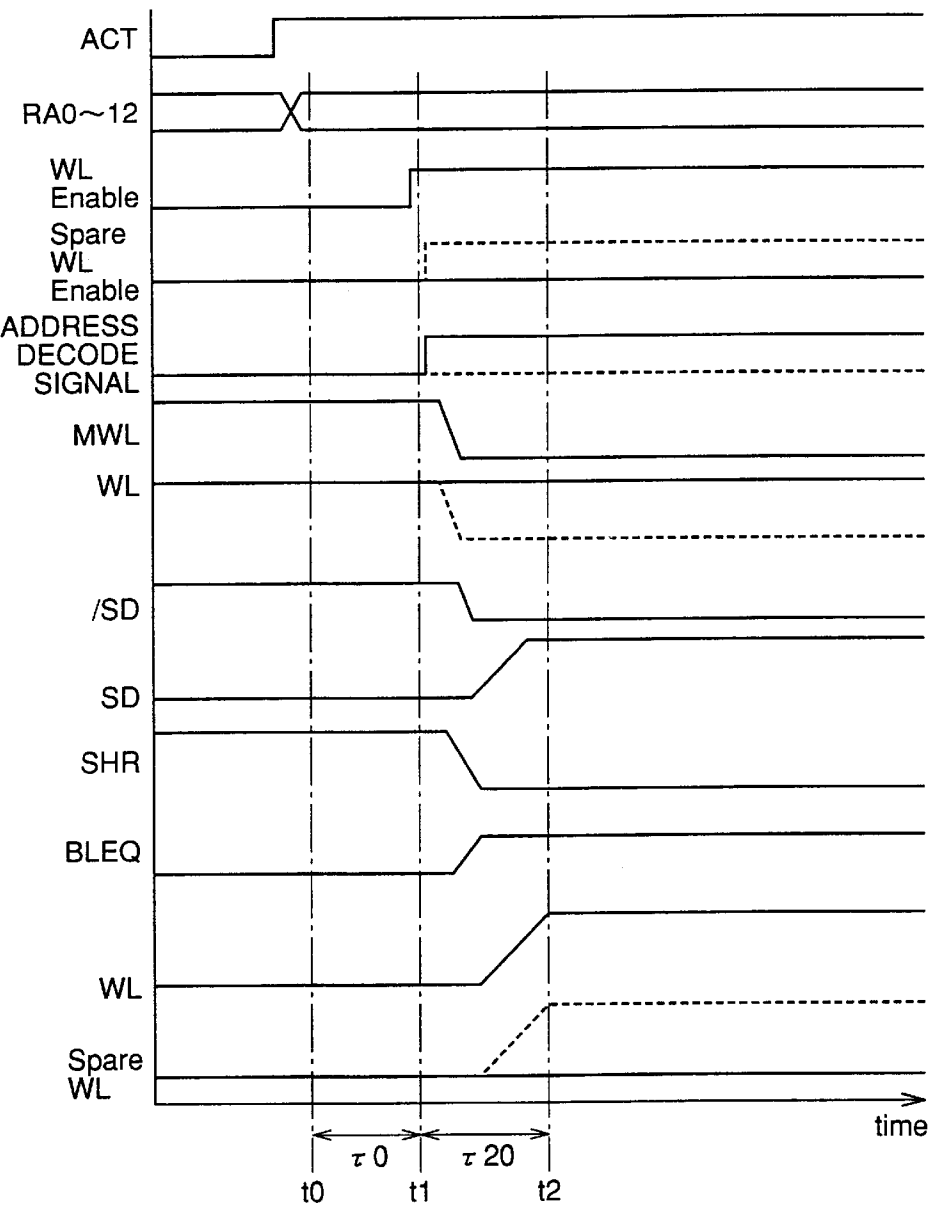 ACT
RA0～12
WL
Enable
Spare
WL
Enable
ADDRESS
DECODE
SIGNAL
MWL
WL
/SD
SD
SHR
BLEQ
WL
Spare
WL
time
τ 0
τ 20
t0
t1
t2